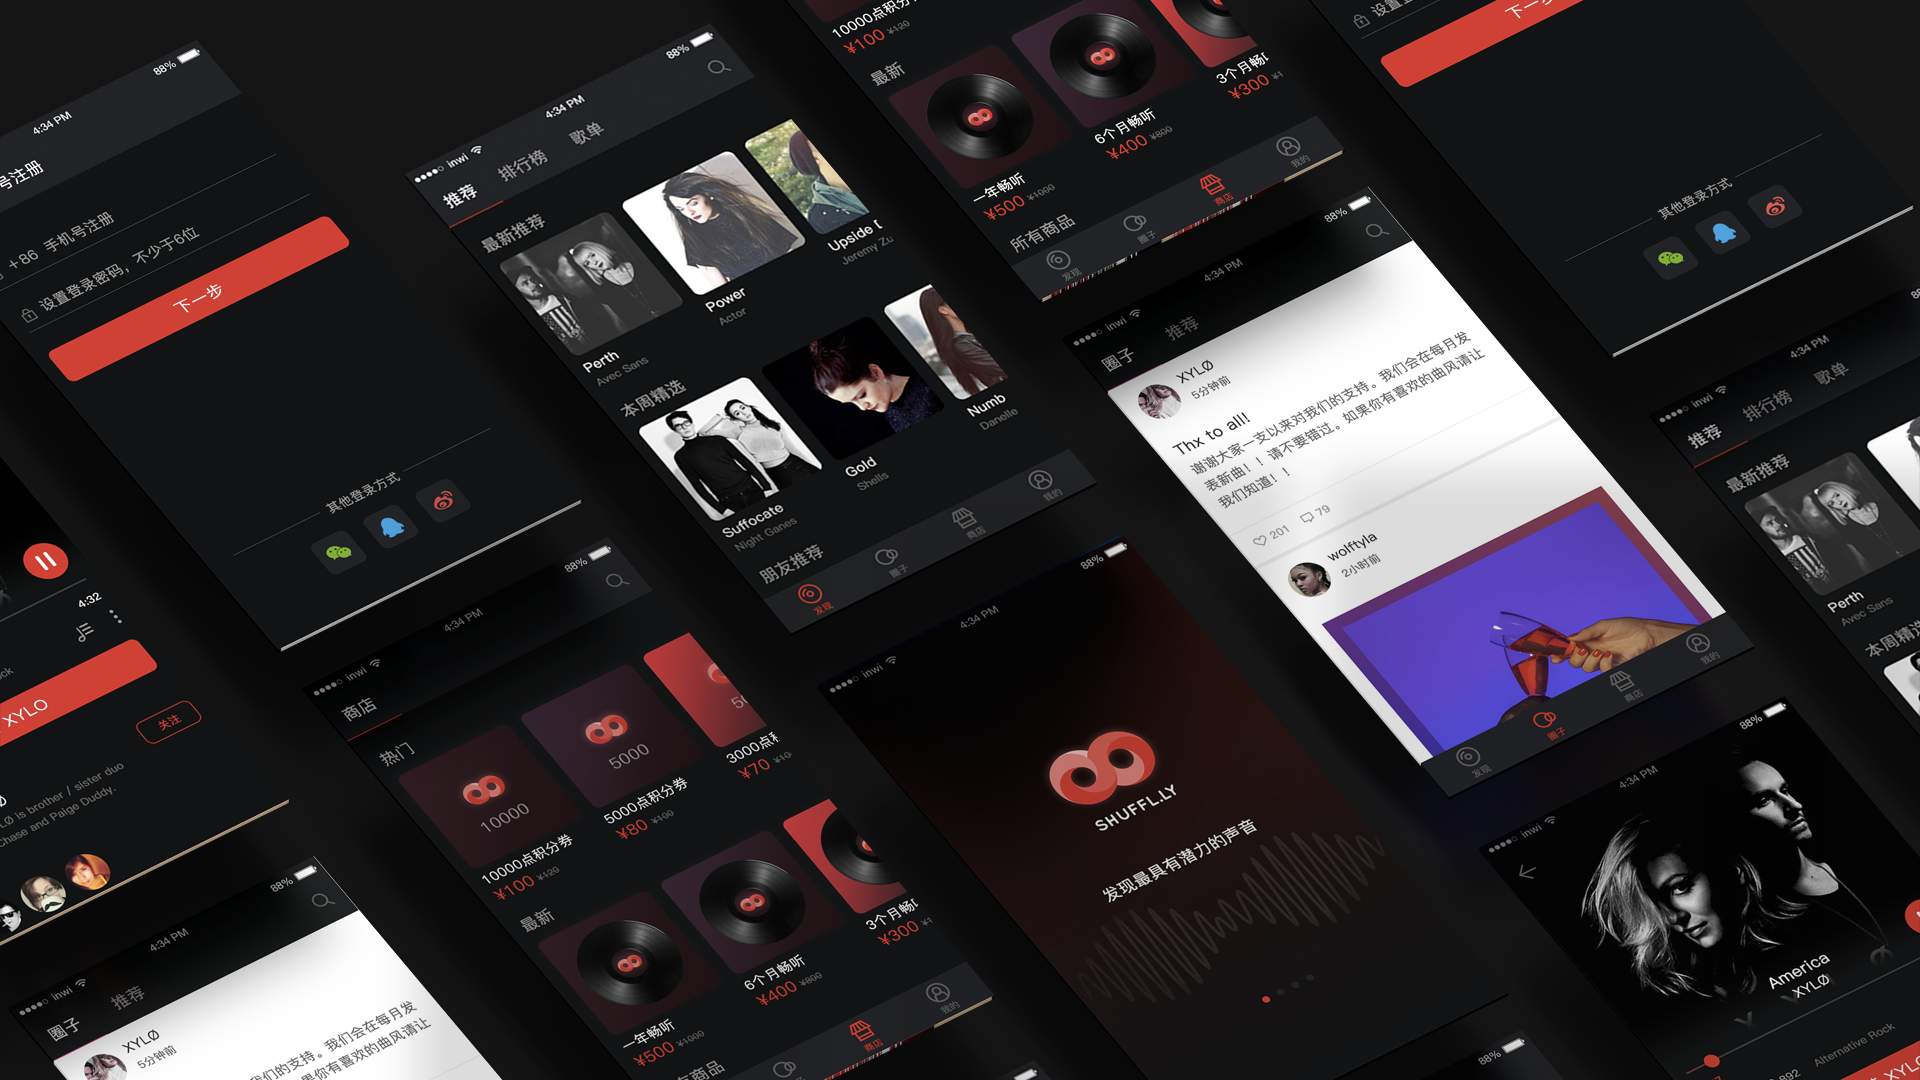 88%
4:34 PM
号注册
+86 手机号注册
设置登录密码，不少于6位
下一步
其他登录方式
4:32
XYLO
关注
LØ is brother / sister duo
Chase and Paige Duddy.
inwi
4:34 PM
88%
推荐
排行榜
歌单
最新推荐
Perth
Avec Sans
Power
Actor
Jeremy Zu
本周精选
Suffocate
Night Ganes
Gold
Shells
Numb
Danelle
朋友推荐
发现
圈子
商店
我的
10000点积分
¥100 ¥120
最新
一年畅听
¥500 ¥1000
6个月畅听
¥400 ¥800
3个月畅
¥300
所有商品
发现
圈子
商店
我的
设置
下一步
其他登录方式
inwi
4:34 PM
88%
圈子
推荐
XYLØ
5分钟前
Thx to all!
谢谢大家一支以来对我们的支持。我们会在每月发
表新曲！！请不要错过。如果你有喜欢的曲风请让
我们知道！！
201
79
wolftyla
2小时前
发现
圈子
商店
我的
inwi
4:34 PM
88%
推荐
排行榜
歌单
最新推荐
Perth
Avec Sans
本周精选
inwi
4:34 PM
88%
商店
热门
10000
10000点积分券
¥100 ¥120
5000
5000点积分券
¥80 ¥100
3000点
¥70
最新
一年畅听
¥500 ¥1000
6个月畅听
¥400 ¥800
3个月畅
¥300
商品
商店
我的
inwi
4:34 PM
88%
SHUFFL.LY
发现最具有潜力的声音
inwi
4:34 PM
88%
America
XYLØ
Alternative Rock
892
XYLO
inwi
4:34 PM
88%
圈子
推荐
XYLØ
5分钟前
我们的支持。我们会在每月发
如果你有喜欢的曲风请让
88%